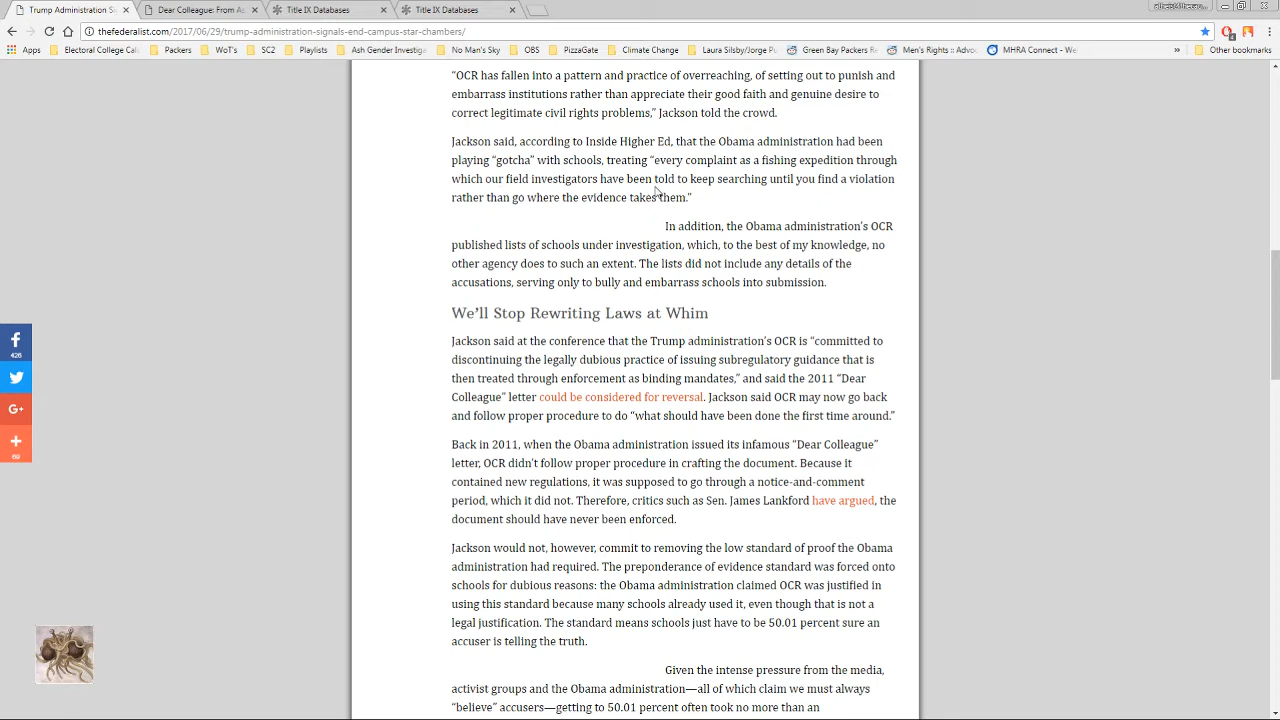 Trump Administration Si
Dear Colleague: From As
Title IX Databases
Title IX Databases
thefederalist.com/2017/06/29/trump-administration-signals-end-campus-star-chambers/
Apps
Electoral College Calc
Packers
WoT's
SC2
Playlists
Ash Gender Investiga
No Man's Sky
OBS
PizzaGate
Climate Change
Laura Silsby/Jorge Pu
Green Bay Packers R
Men's Rights :: Advo
MHRA Connect - We
»
Other bookmarks
“OCR has fallen into a pattern and practice of overreaching, of setting out to punish and
embarrass institutions rather than appreciate their good faith and genuine desire to
correct legitimate civil rights problems,” Jackson told the crowd.
Jackson said, according to Inside Higher Ed, that the Obama administration had been
playing “gotcha” with schools, treating “every complaint as a fishing expedition through
which our field investigators have been told to keep searching until you find a violation
rather than go where the evidence takes them.”
In addition, the Obama administration’s OCR
published lists of schools under investigation, which, to the best of my knowledge, no
other agency does to such an extent. The lists did not include any details of the
accusations, serving only to bully and embarrass schools into submission.
We’ll Stop Rewriting Laws at Whim
Jackson said at the conference that the Trump administration’s OCR is “committed to
discontinuing the legally dubious practice of issuing subregulatory guidance that is
then treated through enforcement as binding mandates,” and said the 2011 “Dear
Colleague” letter could be considered for reversal. Jackson said OCR may now go back
and follow proper procedure to do “what should have been done the first time around.”
Back in 2011, when the Obama administration issued its infamous “Dear Colleague”
letter, OCR didn’t follow proper procedure in crafting the document. Because it
contained new regulations, it was supposed to go through a notice-and-comment
period, which it did not. Therefore, critics such as Sen. James Lankford have argued, the
document should have never been enforced.
Jackson would not, however, commit to removing the low standard of proof the Obama
administration had required. The preponderance of evidence standard was forced onto
schools for dubious reasons: the Obama administration claimed OCR was justified in
using this standard because many schools already used it, even though that is not a
legal justification. The standard means schools just have to be 50.01 percent sure an
accuser is telling the truth.
Given the intense pressure from the media,
activist groups and the Obama administration—all of which claim we must always
“believe” accusers—getting to 50.01 percent often took no more than an
426
69